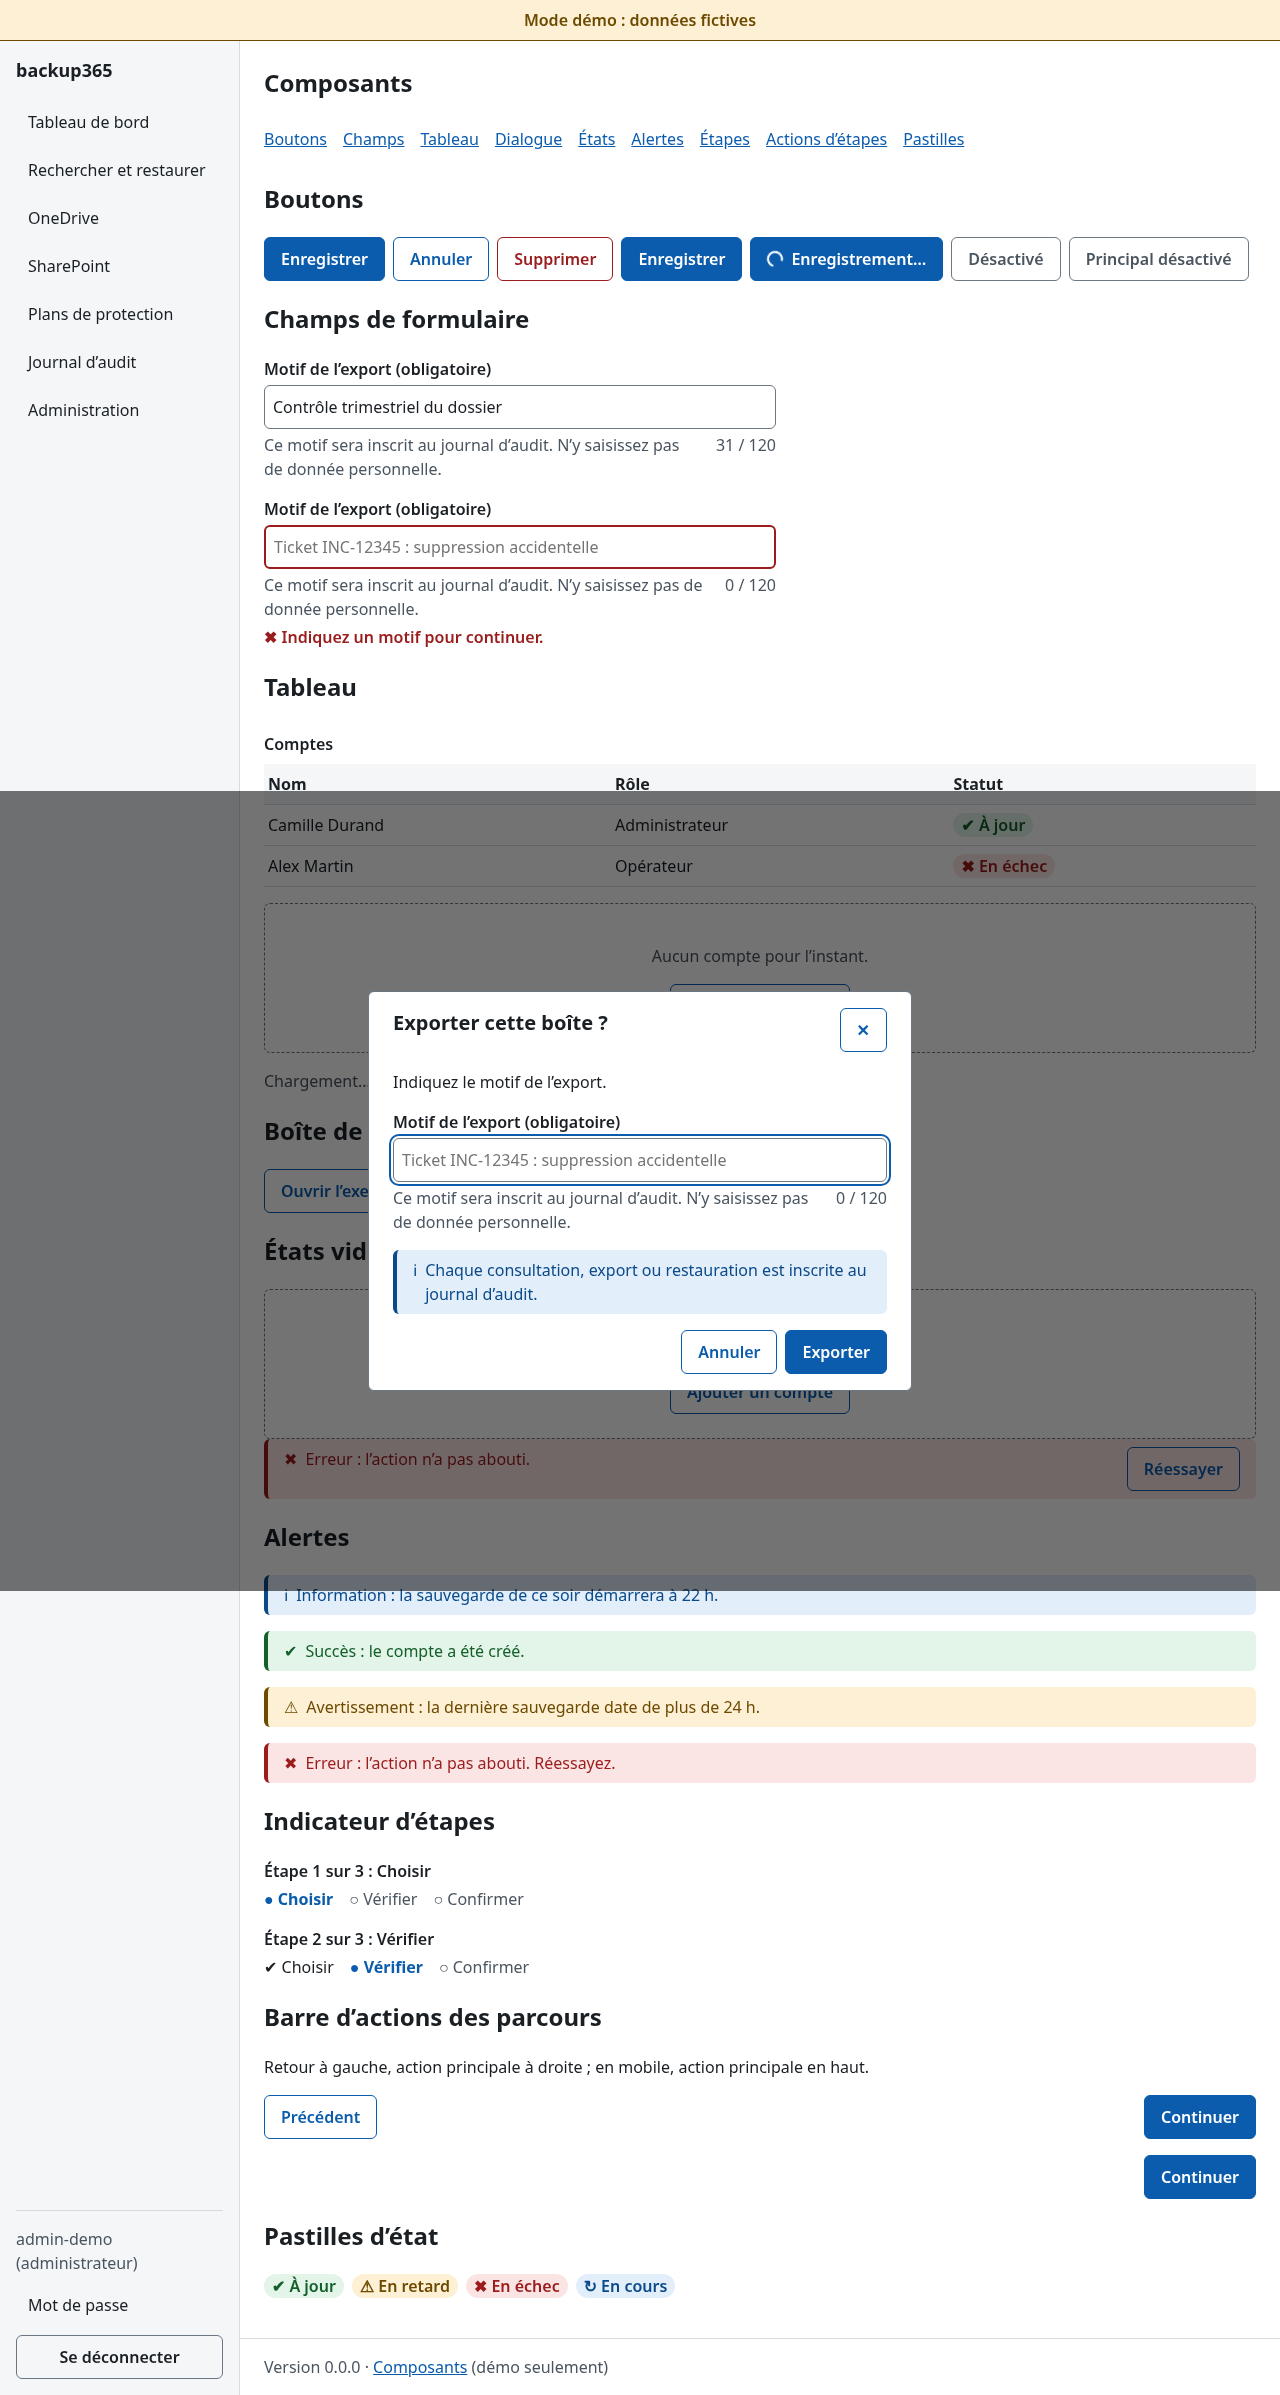 Mode démo : données fictives
backup365
Tableau de bord
Rechercher et restaurer
OneDrive
SharePoint
Plans de protection
Journal d’audit
Administration
admin-demo
(administrateur)
Mot de passe
Se déconnecter
Composants
Boutons Champs Tableau Dialogue États Alertes Étapes Actions d’étapes Pastilles
Boutons
Enregistrer Annuler Supprimer Enregistrer Enregistrement… Désactivé Principal désactivé
Champs de formulaire
Motif de l’export (obligatoire)
Contrôle trimestriel du dossier
Ce motif sera inscrit au journal d’audit. N’y saisissez pas 31 / 120
de donnée personnelle.
Motif de l’export (obligatoire)
Ticket INC-12345 : suppression accidentelle
Ce motif sera inscrit au journal d’audit. N’y saisissez pas de 0 / 120
donnée personnelle.
✖ Indiquez un motif pour continuer.
Tableau
Comptes
Nom Rôle Statut
Camille Durand Administrateur ✔ À jour
Alex Martin Opérateur ✖ En échec
Aucun compte pour l’instant.
Chargement…
Boîte de
Ouvrir l’exe
États vid
Exporter cette boîte ?
×
Indiquez le motif de l’export.
Motif de l’export (obligatoire)
Ticket INC-12345 : suppression accidentelle
Ce motif sera inscrit au journal d’audit. N’y saisissez pas 0 / 120
de donnée personnelle.
i Chaque consultation, export ou restauration est inscrite au
journal d’audit.
Annuler Exporter
Ajouter un compte
✖ Erreur : l’action n’a pas abouti. Réessayer
Alertes
i Information : la sauvegarde de ce soir démarrera à 22 h.
✔ Succès : le compte a été créé.
⚠ Avertissement : la dernière sauvegarde date de plus de 24 h.
✖ Erreur : l’action n’a pas abouti. Réessayez.
Indicateur d’étapes
Étape 1 sur 3 : Choisir
● Choisir ○ Vérifier ○ Confirmer
Étape 2 sur 3 : Vérifier
✔ Choisir ● Vérifier ○ Confirmer
Barre d’actions des parcours
Retour à gauche, action principale à droite ; en mobile, action principale en haut.
Précédent Continuer
Continuer
Pastilles d’état
✔ À jour ⚠ En retard ✖ En échec ↻ En cours
Version 0.0.0 · Composants (démo seulement)